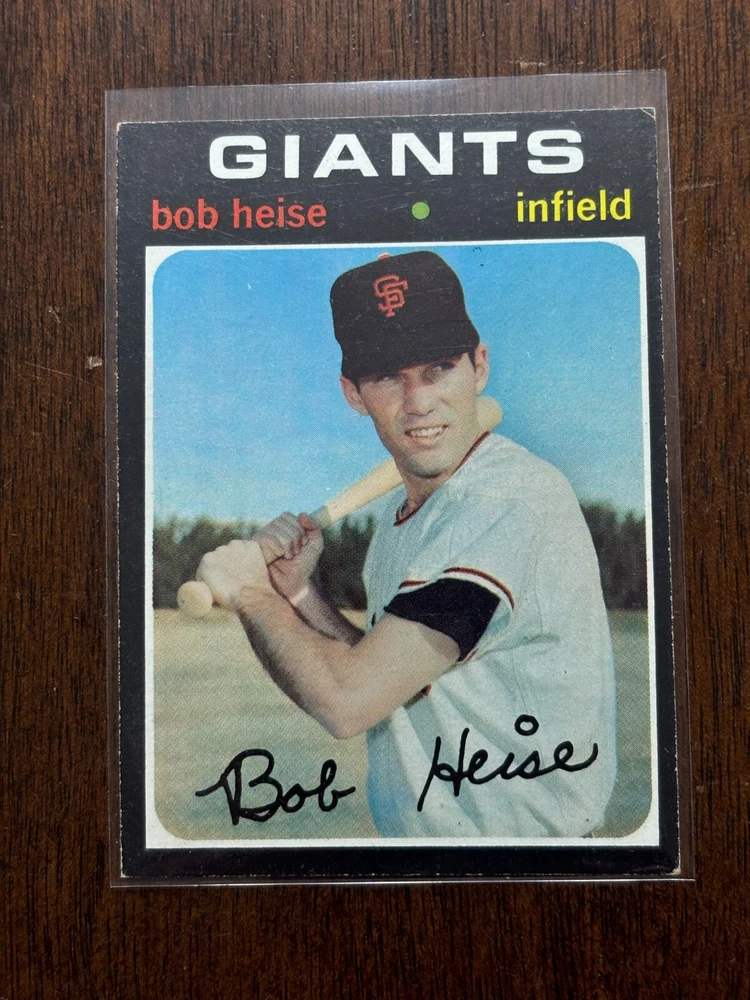 GIANTS
bob heise • infield
SF
Bob Heise